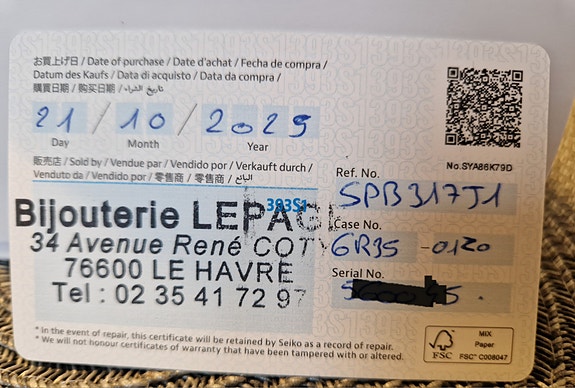 お買上げ日 / Date of purchase / Date d'achat / Fecha de compra /
Datum des Kaufs / Data di acquisto / Data da compra /
購買日期 / 购买日期 / تاريخ الشراء /
21 / 10 / 2025
Day Month Year
No.SYA86K79D
販売店 / Sold by / Vendue par / Vendido por / Verkauft durch /
Venduto da / Vendido por / 零售商 / 零售商 / البائع
Ref. No.
SPB317J1
393S1
Bijouterie LEPAGE
34 Avenue René COTY
76600 LE HAVRE
Tel : 02 35 41 72 97
Case No.
6R35 - 0120
Serial No.
* In the event of repair, this certificate will be retained by Seiko as a record of repair.
* We will not honour certificates of warranty that have been tampered with or altered.
FSC
MIX
Paper
FSC® C008047